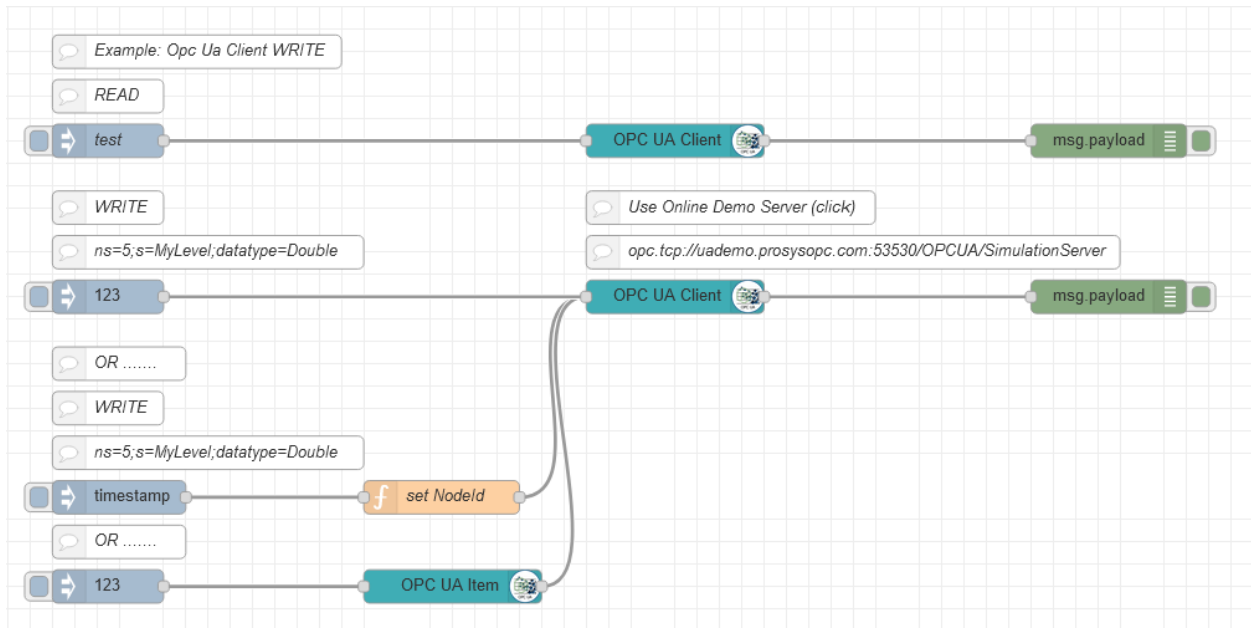 Example: Opc Ua Client WRITE
READ
test
OPC UA Client
msg.payload
WRITE
Use Online Demo Server (click)
ns=5;s=MyLevel;datatype=Double
opc.tcp://uademo.prosysopc.com:53530/OPCUA/SimulationServer
123
OPC UA Client
msg.payload
OR .......
WRITE
ns=5;s=MyLevel;datatype=Double
timestamp
set NodeId
OR .......
123
OPC UA Item